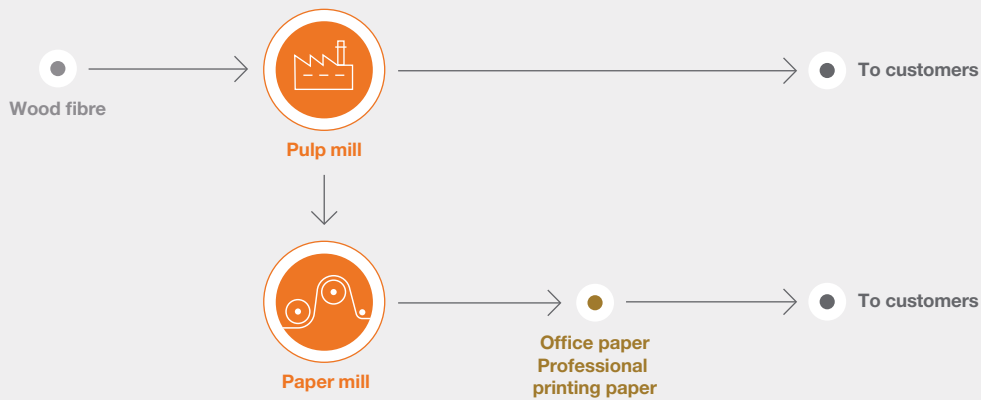 To customers
Wood fibre
Pulp mill
To customers
Office paper
Professional
printing paper
Paper mill